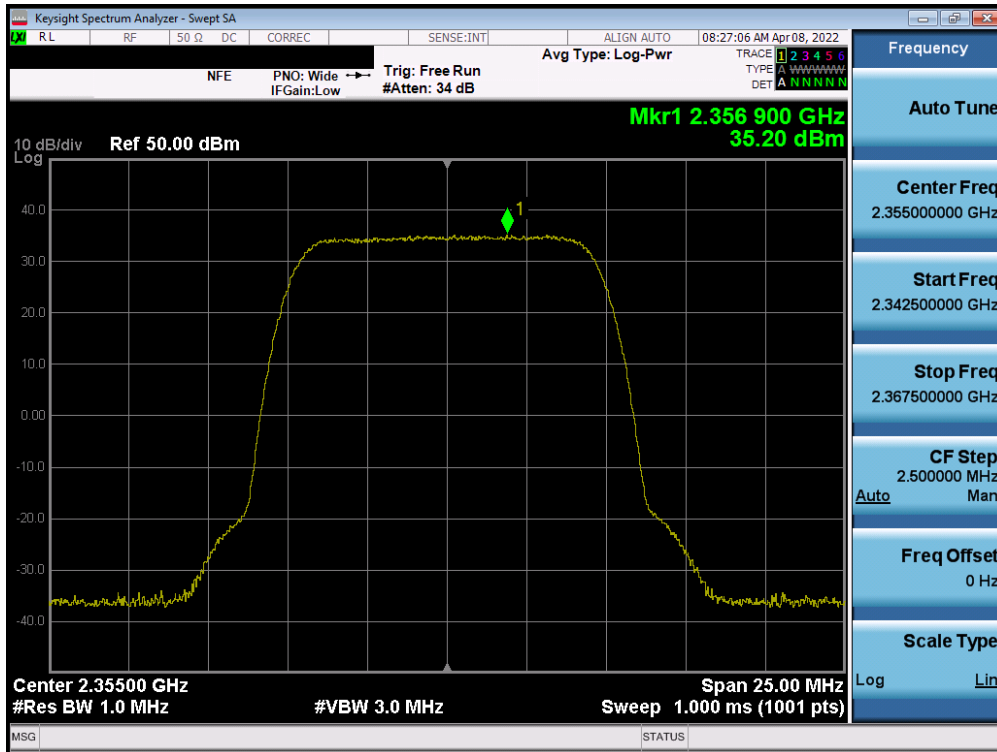 Keysight Spectrum Analyzer - Swept SA
LXI RL RF 50 Ω DC CORREC SENSE:INT ALIGN AUTO 08:27:06 AM Apr 08, 2022
NFE PNO: Wide Trig: Free Run Avg Type: Log-Pwr TRACE 1 2 3 4 5 6
IFGain:Low #Atten: 34 dB TYPE A WWWWW
DET A N N N N N
Mkr1 2.356 900 GHz
35.20 dBm
10 dB/div Ref 50.00 dBm
Log
1
40.0
30.0
20.0
10.0
0.00
-10.0
-20.0
-30.0
-40.0
Center 2.35500 GHz Span 25.00 MHz
#Res BW 1.0 MHz #VBW 3.0 MHz Sweep 1.000 ms (1001 pts)
MSG STATUS
Frequency
Auto Tune
Center Freq
2.355000000 GHz
Start Freq
2.342500000 GHz
Stop Freq
2.367500000 GHz
CF Step
2.500000 MHz
Auto Man
Freq Offset
0 Hz
Scale Type
Log Lin